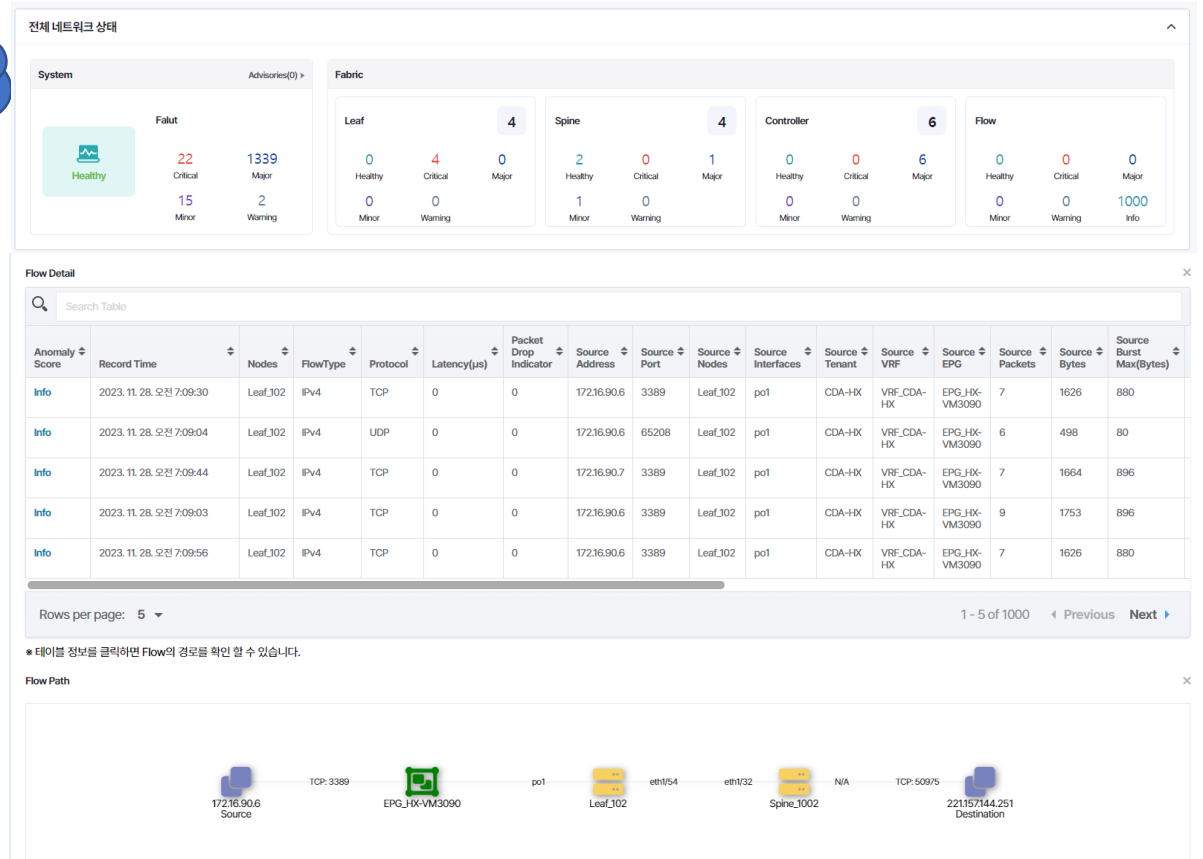 전체 네트워크 상태
System
Advisories(0)
Fabric
Falut
Healthy
22
1339
Critical
Major
15
2
Minor
Warning
Leaf
4
0
4
0
Healthy
Critical
Major
0
0
Minor
Warning
Spine
4
2
0
1
Healthy
Critical
Major
1
0
Minor
Warning
Controller
6
0
0
6
Healthy
Critical
Major
0
0
Minor
Warning
Flow
0
0
0
Healthy
Critical
Major
0
0
1000
Minor
Warning
Info
Flow Detail
Search Table
Anomaly Score Record Time Nodes FlowType Protocol Latency(µs) Packet Drop Indicator Source Address Source Port Source Nodes Source Interfaces Source Tenant Source VRF Source EPG Source Packets Source Bytes Source Burst Max(Bytes)
Info 2023. 11. 28. 오전 7:09:30 Leaf_102 IPv4 TCP 0 0 172.16.90.6 3389 Leaf_102 po1 CDA-HX VRF_CDA-HX EPG_HX-VM3090 7 1626 880
Info 2023. 11. 28. 오전 7:09:04 Leaf_102 IPv4 UDP 0 0 172.16.90.6 65208 Leaf_102 po1 CDA-HX VRF_CDA-HX EPG_HX-VM3090 6 498 80
Info 2023. 11. 28. 오전 7:09:44 Leaf_102 IPv4 TCP 0 0 172.16.90.7 3389 Leaf_102 po1 CDA-HX VRF_CDA-HX EPG_HX-VM3090 7 1664 896
Info 2023. 11. 28. 오전 7:09:03 Leaf_102 IPv4 TCP 0 0 172.16.90.6 3389 Leaf_102 po1 CDA-HX VRF_CDA-HX EPG_HX-VM3090 9 1753 896
Info 2023. 11. 28. 오전 7:09:56 Leaf_102 IPv4 TCP 0 0 172.16.90.6 3389 Leaf_102 po1 CDA-HX VRF_CDA-HX EPG_HX-VM3090 7 1626 880
Rows per page: 5
1 - 5 of 1000 Previous Next
※ 테이블 정보를 클릭하면 Flow의 경로를 확인 할 수 있습니다.
Flow Path
TCP: 3389 po1 eth1/54 eth1/32 N/A TCP: 50975
172.16.90.6 EPG_HX-VM3090 Leaf_102 Spine_1002 221.157.144.251
Source Destination